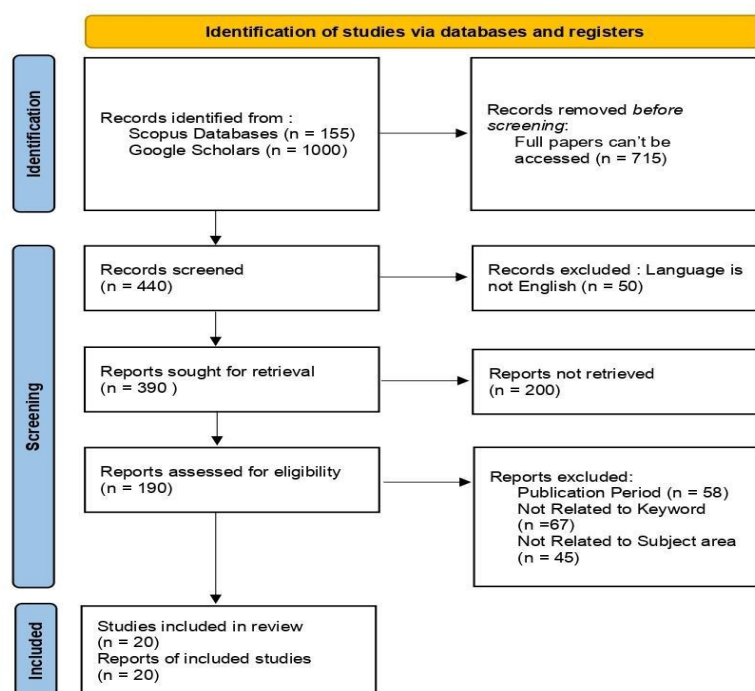 Identification of studies via databases and registers
Identification
Records identified from :
Scopus Databases (n = 155)
Google Scholars (n = 1000)
Records removed before
screening:
Full papers can't be
accessed (n = 715)
Screening
Records screened
(n = 440)
Records excluded : Language is
not English (n = 50)
Reports sought for retrieval
(n = 390 )
Reports not retrieved
(n = 200)
Reports assessed for eligibility
(n = 190)
Reports excluded:
Publication Period (n = 58)
Not Related to Keyword
(n =67)
Not Related to Subject area
(n = 45)
Included
Studies included in review
(n = 20)
Reports of included studies
(n = 20)